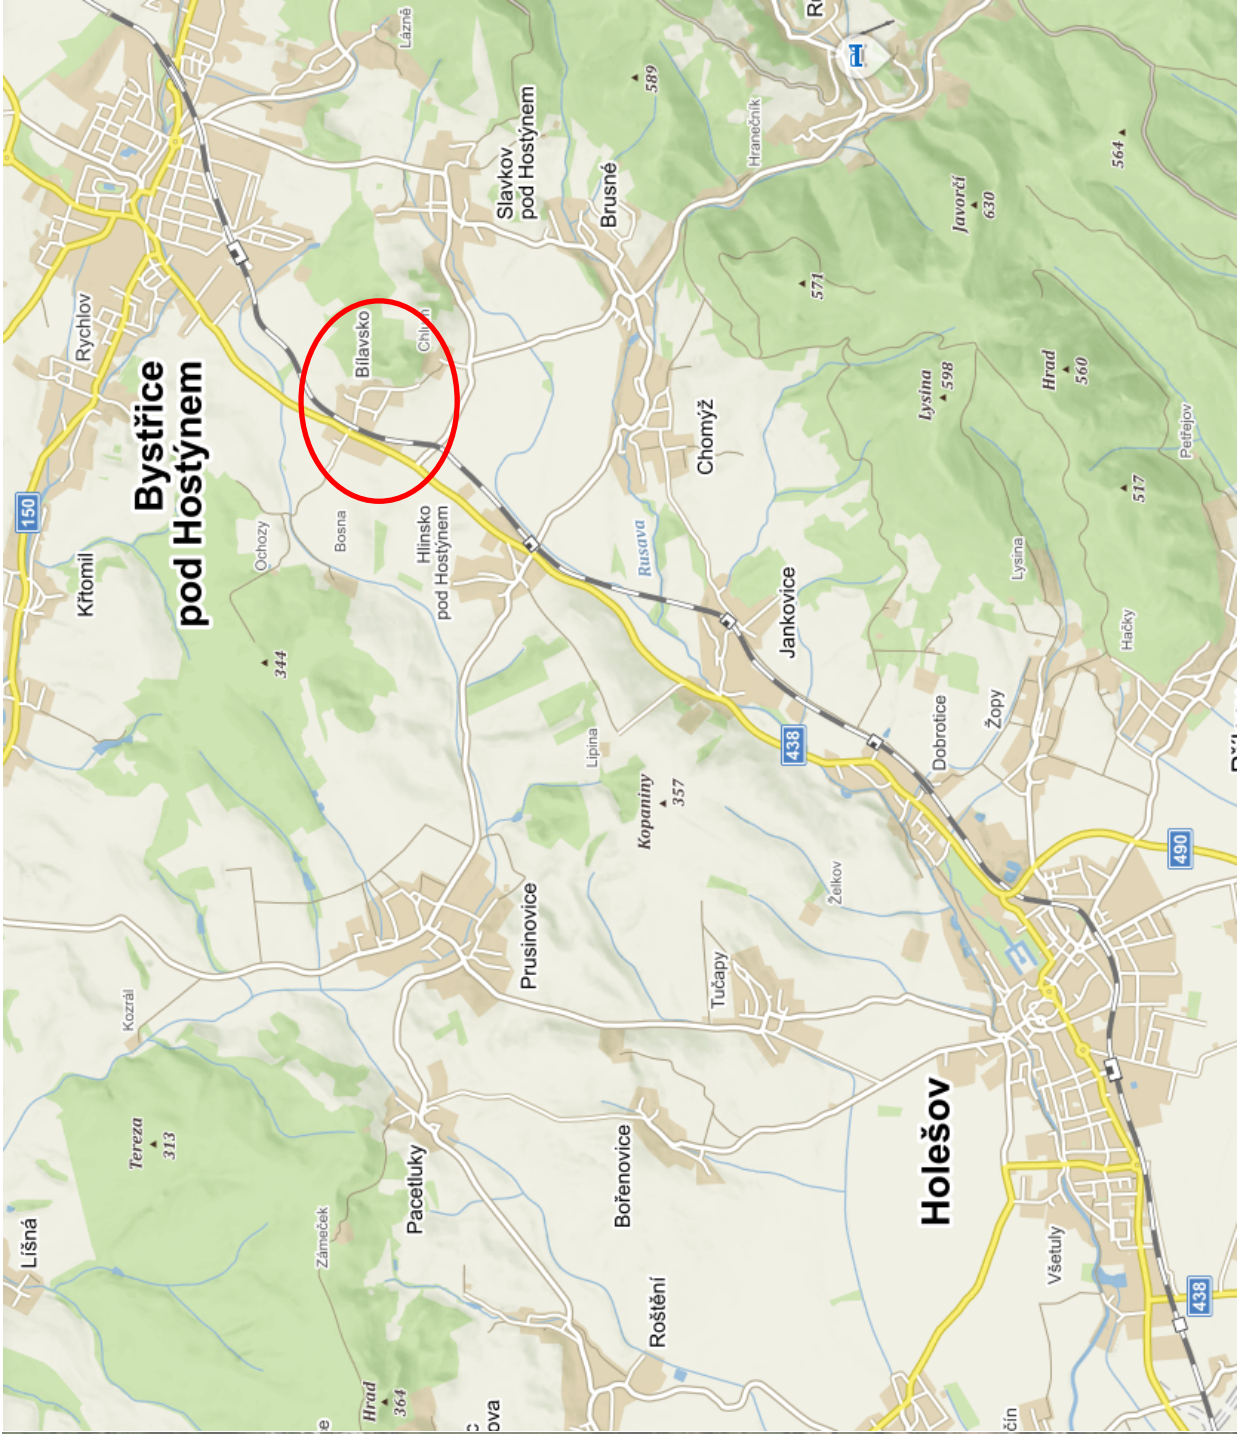 Líšná
150
Křtomil
Rychlov
Tereza
313
Kozrál
Bystřice
pod Hostýnem
Zámeček
Ochozy
344
Bosna
Bílavsko
Lázně
Hrad
364
Pacetluky
Hlinsko
pod Hostýnem
Chlum
ova
Prusinovice
Slavkov
pod Hostýnem
Bořenovice
Lipina
Brusné
Roštění
Kopaniny
357
Rusava
589
Tučapy
Chomýž
Jankovice
Hranečník
438
571
Želkov
Holešov
Dobrotice
Lysina
598
Javorčí
630
čín
Žopy
Lysina
Hrad
560
Všetuly
Hačky
517
564
490
Petřejov
438